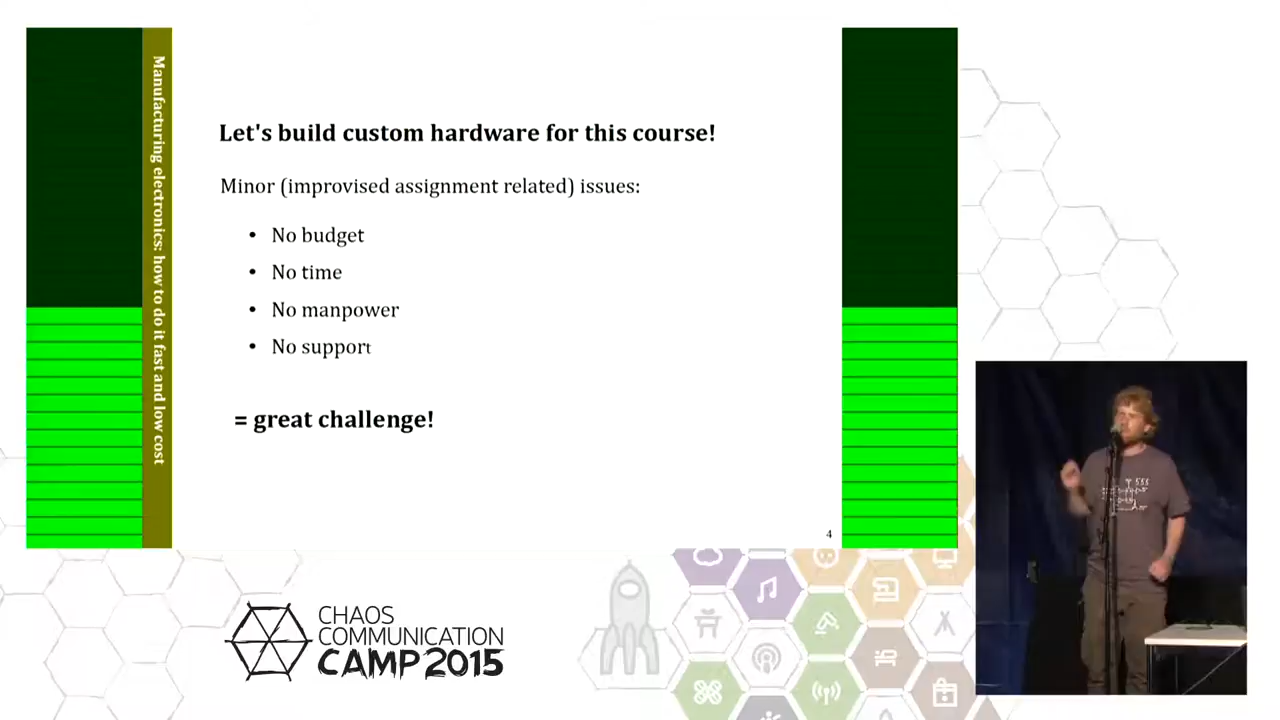 Manufacturing electronics: how to do it fast and low cost
Let's build custom hardware for this course!
Minor (improvised assignment related) issues:
• No budget
• No time
• No manpower
• No support
= great challenge!
4
555
CHAOS
COMMUNICATION
CAMP 2015